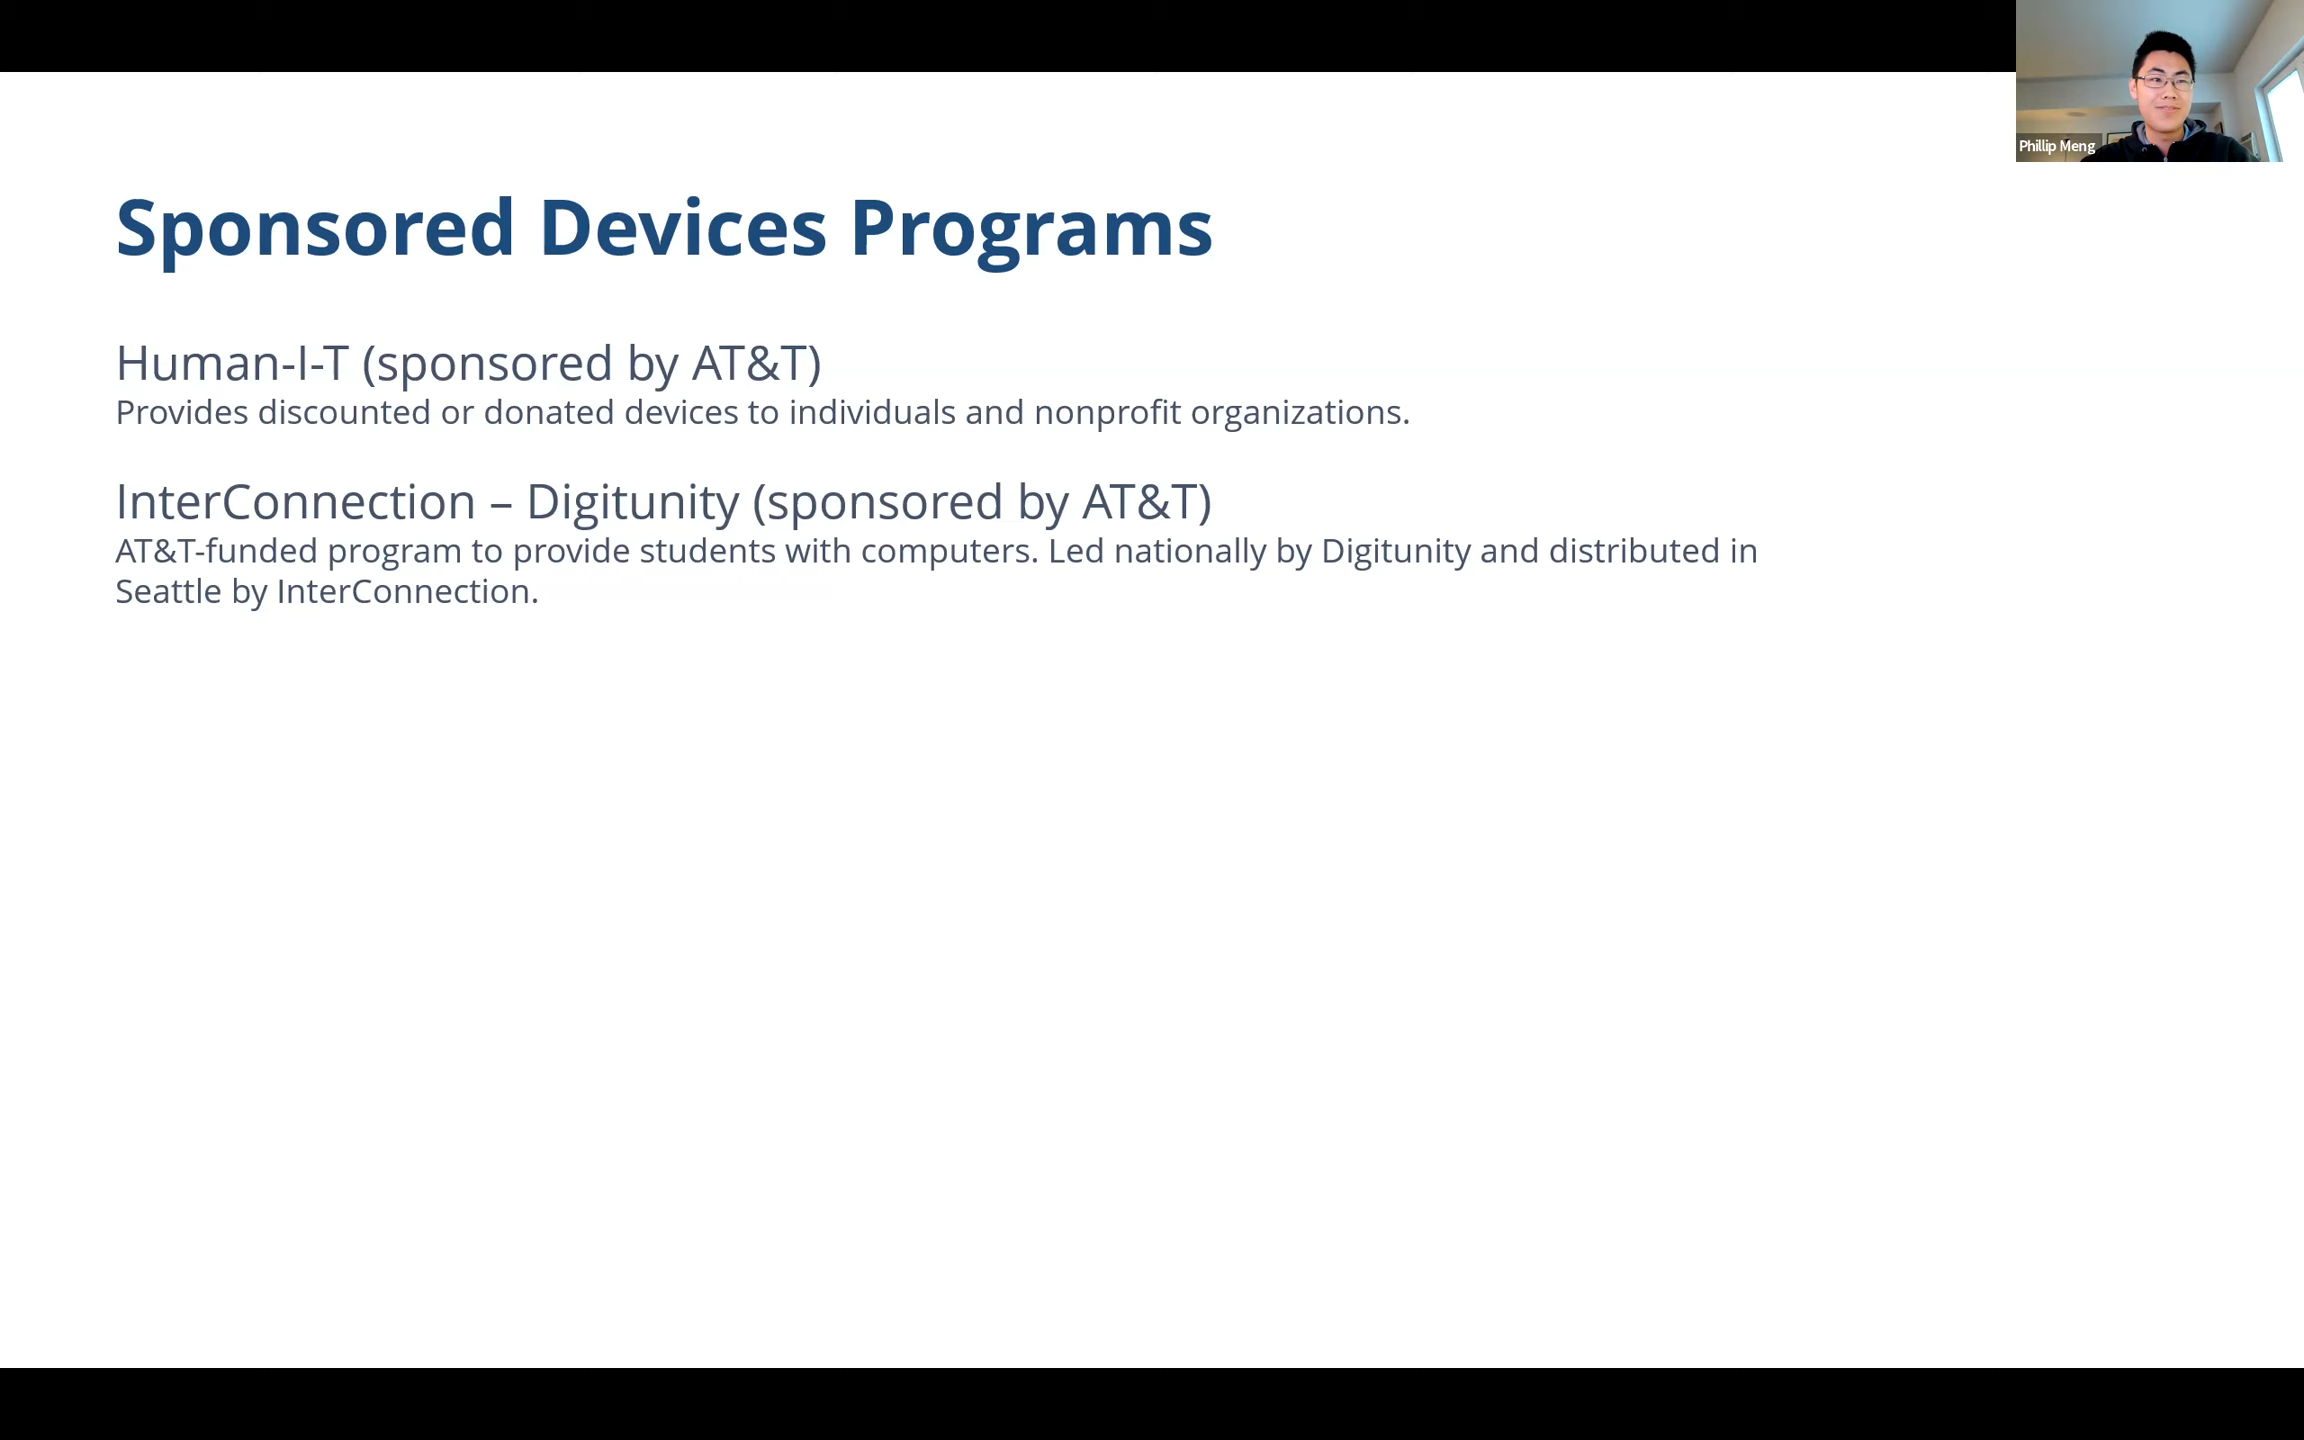 Phillip Meng
Sponsored Devices Programs
Human-I-T (sponsored by AT&T)
Provides discounted or donated devices to individuals and nonprofit organizations.
InterConnection – Digitunity (sponsored by AT&T)
AT&T-funded program to provide students with computers. Led nationally by Digitunity and distributed in
Seattle by InterConnection.